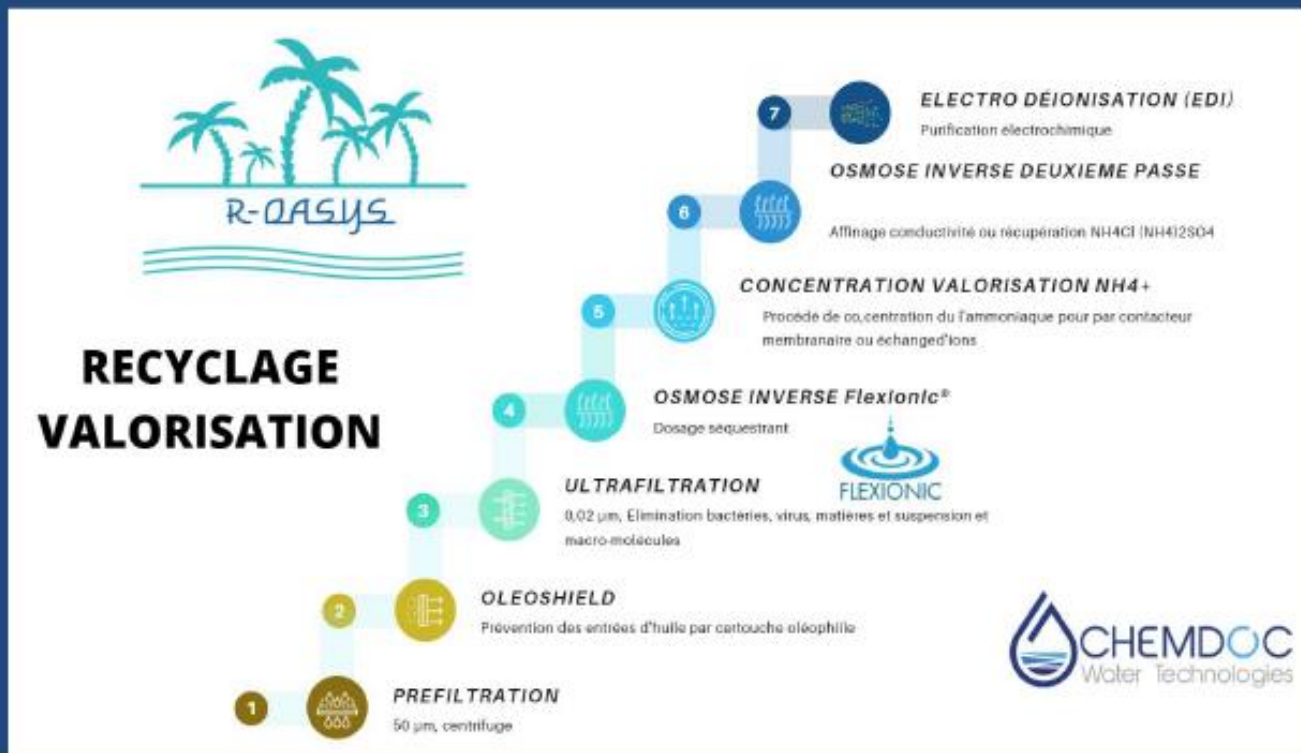 R-OASYS
RECYCLAGE
VALORISATION
7
ELECTRO DÉIONISATION (EDI)
Purification électrochimique
OSMOSE INVERSE DEUXIEME PASSE
6
Affinage conductivité ou récupération NH4Cl (NH4)2SO4
CONCENTRATION VALORISATION NH4+
5
Procédé de co,centration du l'ammoniaque pour par contacteur
membranaire ou échanged'ions
4
OSMOSE INVERSE Flexionic®
Dosage séquestrant
FLEXIONIC
3
ULTRAFILTRATION
0,02 µm, Elimination bactéries, virus, matières et suspension et
macro-molécules
2
OLEOSHIELD
Prévention des entrées d'huile par cartouche oléophilie
1
PREFILTRATION
50 µm, centrifuge
CHEMDOC
Water Technologies